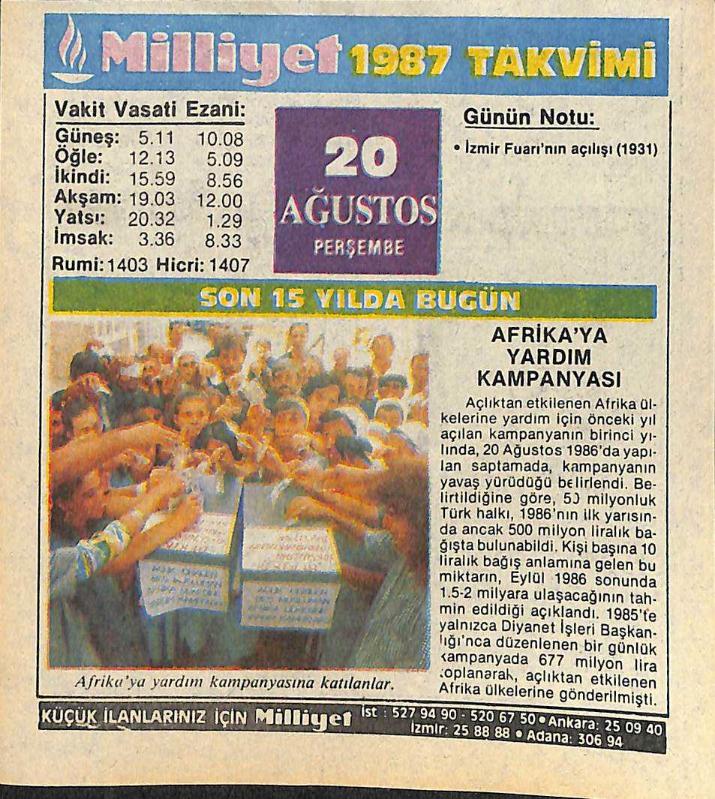 Milliyet 1987 TAKVİMİ
Vakit Vasati Ezani:
Güneş: 5.11 10.08
Öğle: 12.13 5.09
İkindi: 15.59 8.56
Akşam: 19.03 12.00
Yatsı: 20.32 1.29
İmsak: 3.36 8.33
Rumi: 1403 Hicri: 1407
20
AĞUSTOS
PERŞEMBE
Günün Notu:
• İzmir Fuarı'nın açılışı (1931)
SON 15 YILDA BUGÜN
AFRİKA'YA
YARDIM
KAMPANYASI
Açlıktan etkilenen Afrika ül-
kelerine yardım için önceki yıl
açılan kampanyanın birinci yı-
lında, 20 Ağustos 1986'da yapı-
lan saptamada, kampanyanın
yavaş yürüdüğü belirlendi. Be-
lirtildiğine göre, 50 milyonluk
Türk halkı, 1986'nın ilk yarısın-
da ancak 500 milyon liralık ba-
ğışta bulunabildi. Kişi başına 10
liralık bağış anlamına gelen bu
miktarın, Eylül 1986 sonunda
1.5-2 milyara ulaşacağının tah-
min edildiği açıklandı. 1985'te
yalnızca Diyanet İşleri Başkan-
lığı'nca düzenlenen bir günlük
kampanyada 677 milyon lira
toplanarak, açlıktan etkilenen
Afrika ülkelerine gönderilmişti.
Afrika'ya yardım kampanyasına katılanlar.
KÜÇÜK İLANLARINIZ İÇİN Milliyet
İst : 527 94 90 - 520 67 50 • Ankara: 25 09 40
İzmir: 25 88 88 • Adana: 306 94